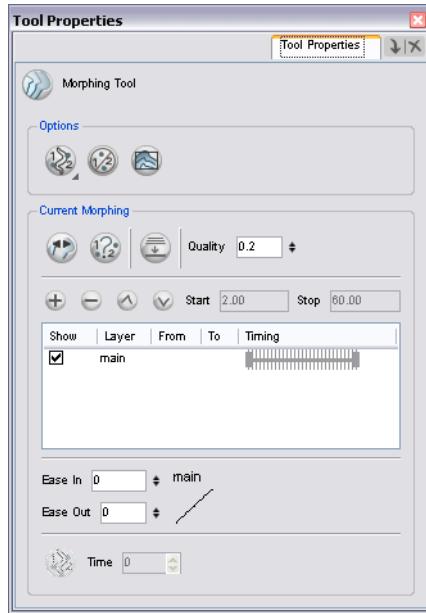 Tool Properties
Tool Properties
Morphing Tool
Options
Current Morphing
Quality 0.2
Start 2.00 Stop 60.00
Show Layer From To Timing
main
Ease In 0 main
Ease Out 0
Time 0